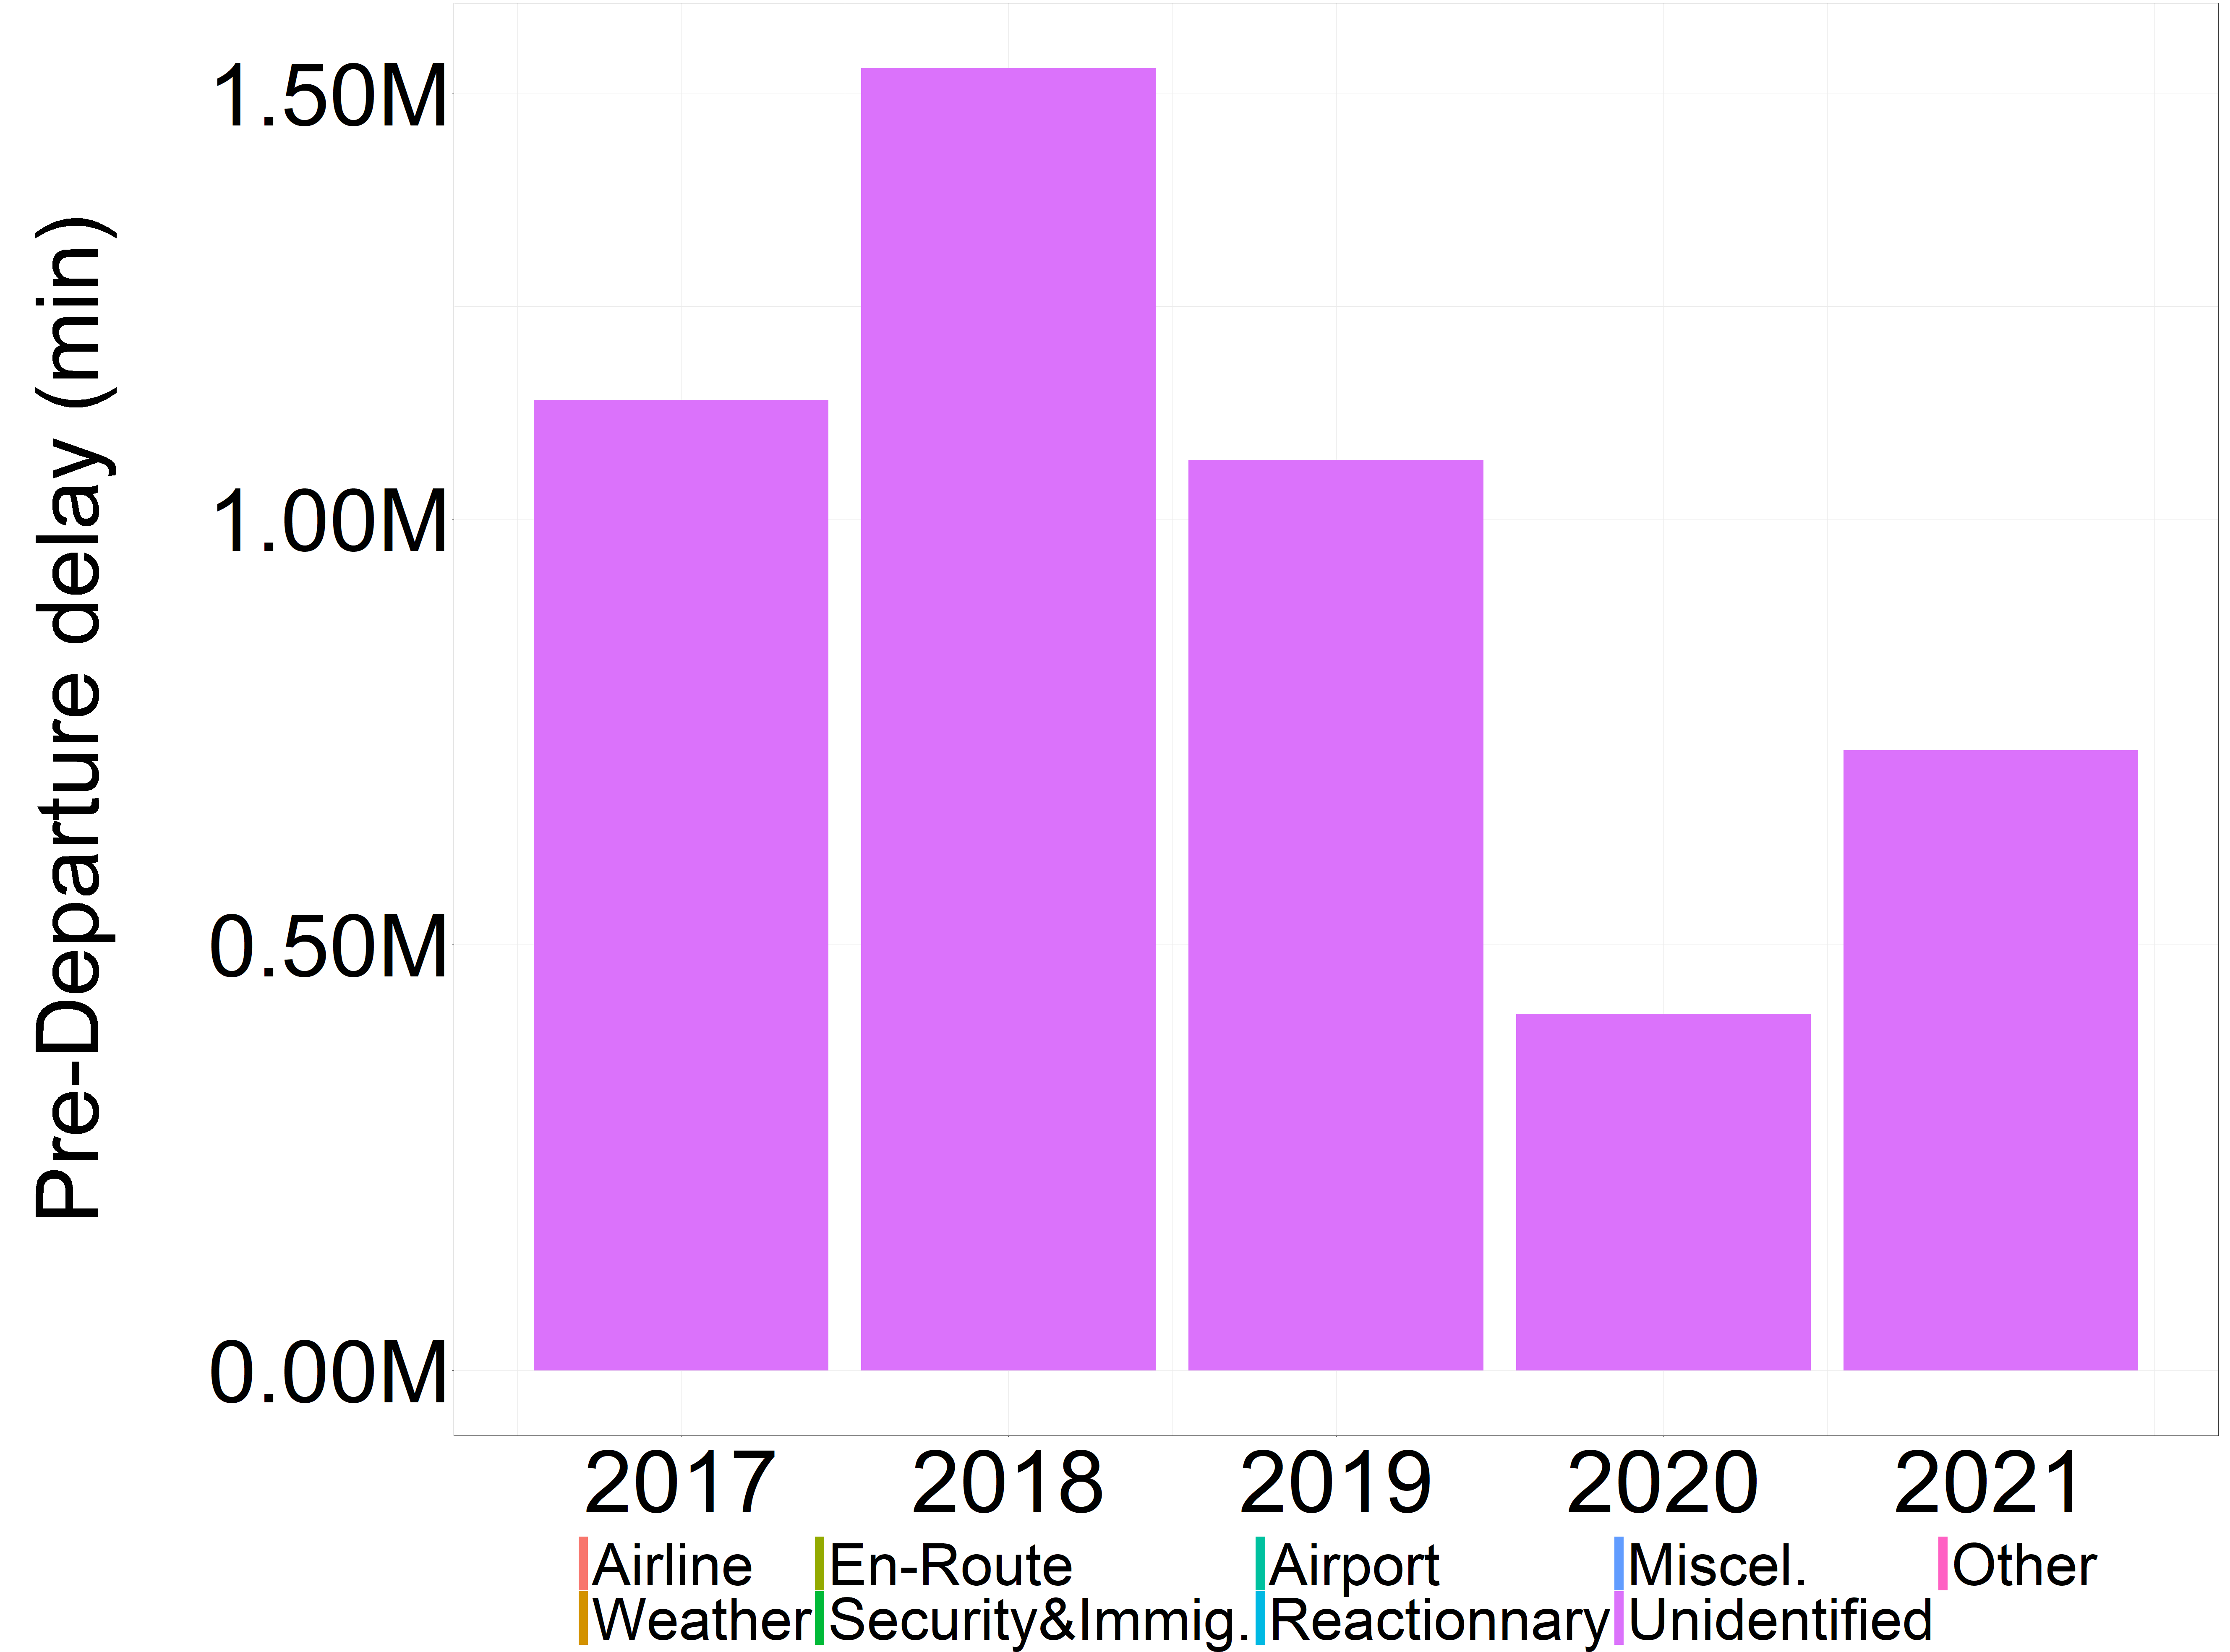 Pre-Departure delay (min)
1.50M
1.00M
0.50M
0.00M
2017 2018 2019 2020 2021
Airline En-Route Airport Miscel. Other
Weather Security&Immig. Reactionnary Unidentified